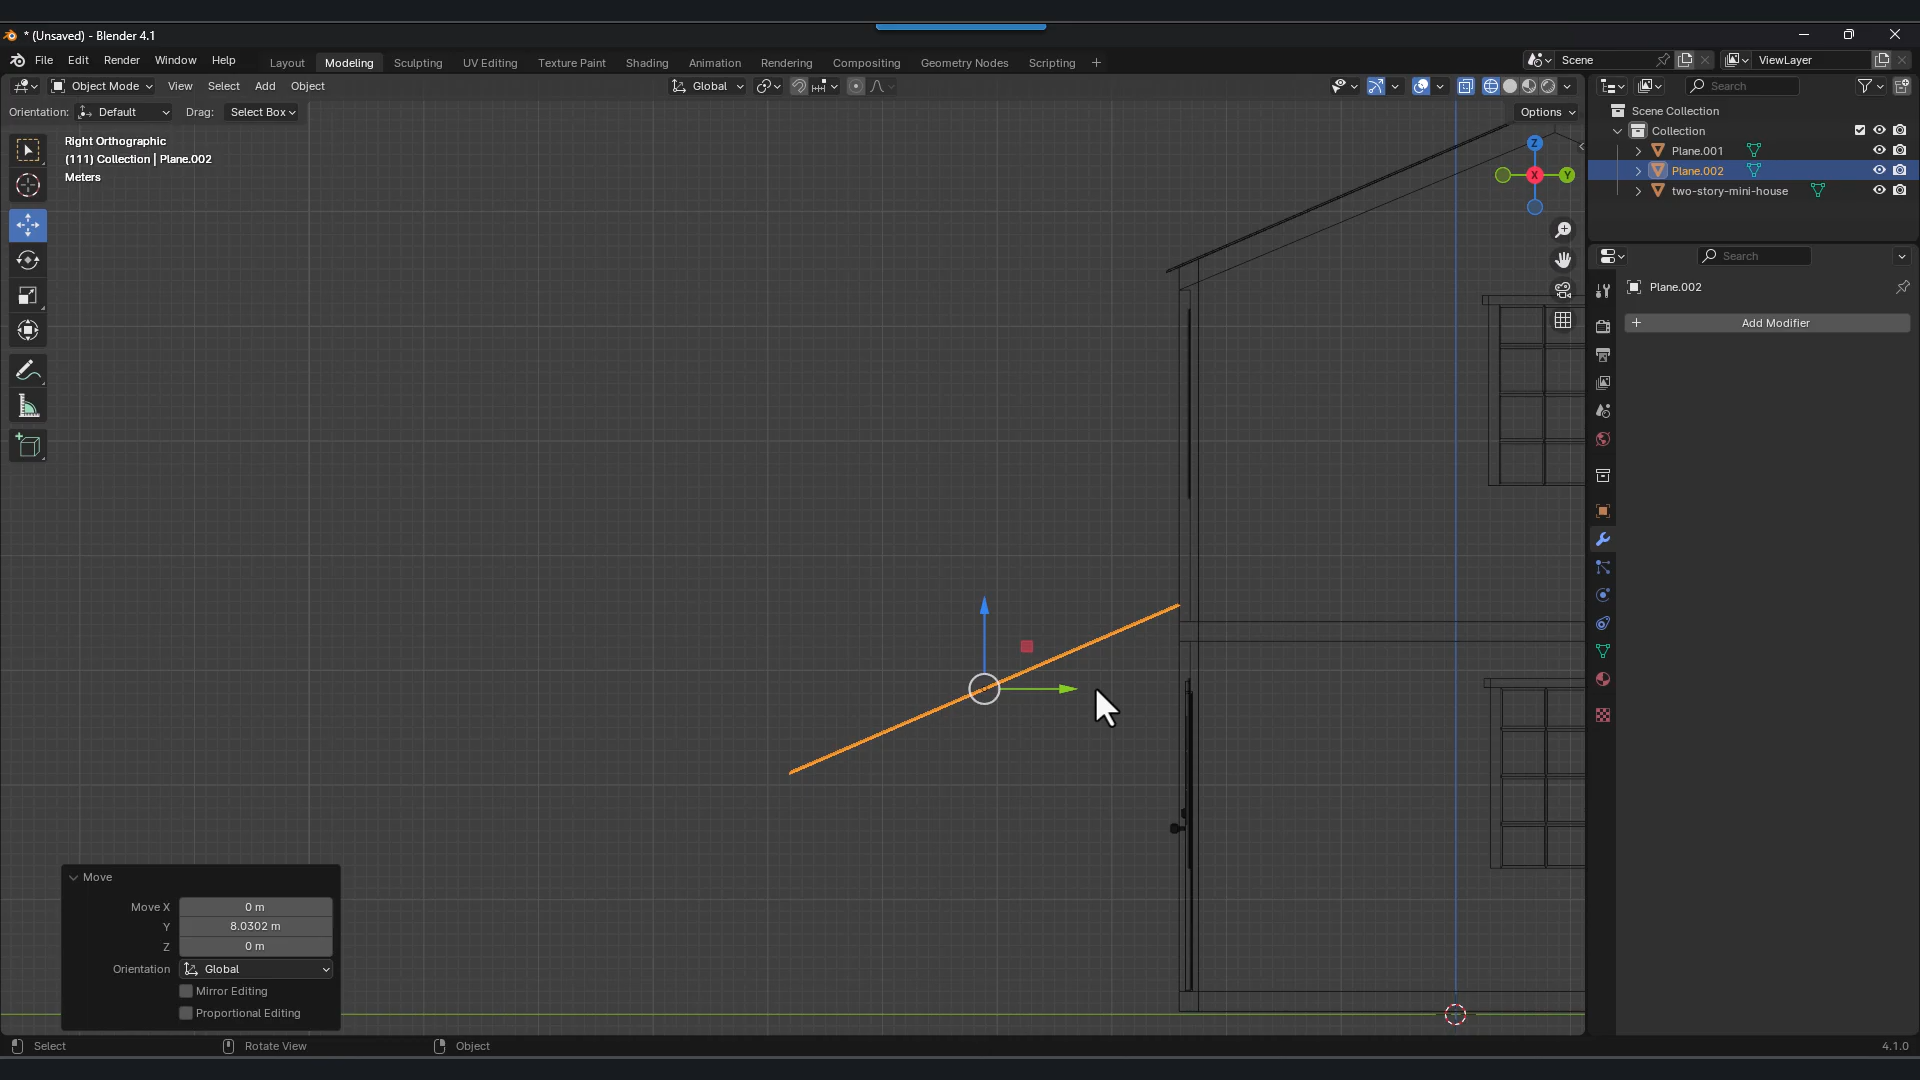 * (Unsaved) - Blender 4.1
File Edit Render Window Help Layout Modeling Sculpting UV Editing Texture Paint Shading Animation Rendering Compositing Geometry Nodes Scripting + Scene ViewLayer
Object Mode View Select Add Object Global Search
Orientation: Default Drag: Select Box Options
Right Orthographic
(111) Collection | Plane.002
Meters
Z
X
Y
Scene Collection
Collection
Plane.001
Plane.002
two-story-mini-house
Search
Plane.002
+ Add Modifier
Move
Move X 0 m
Y 8.0302 m
Z 0 m
Orientation Global
Mirror Editing
Proportional Editing
Select Rotate View Object 4.1.0